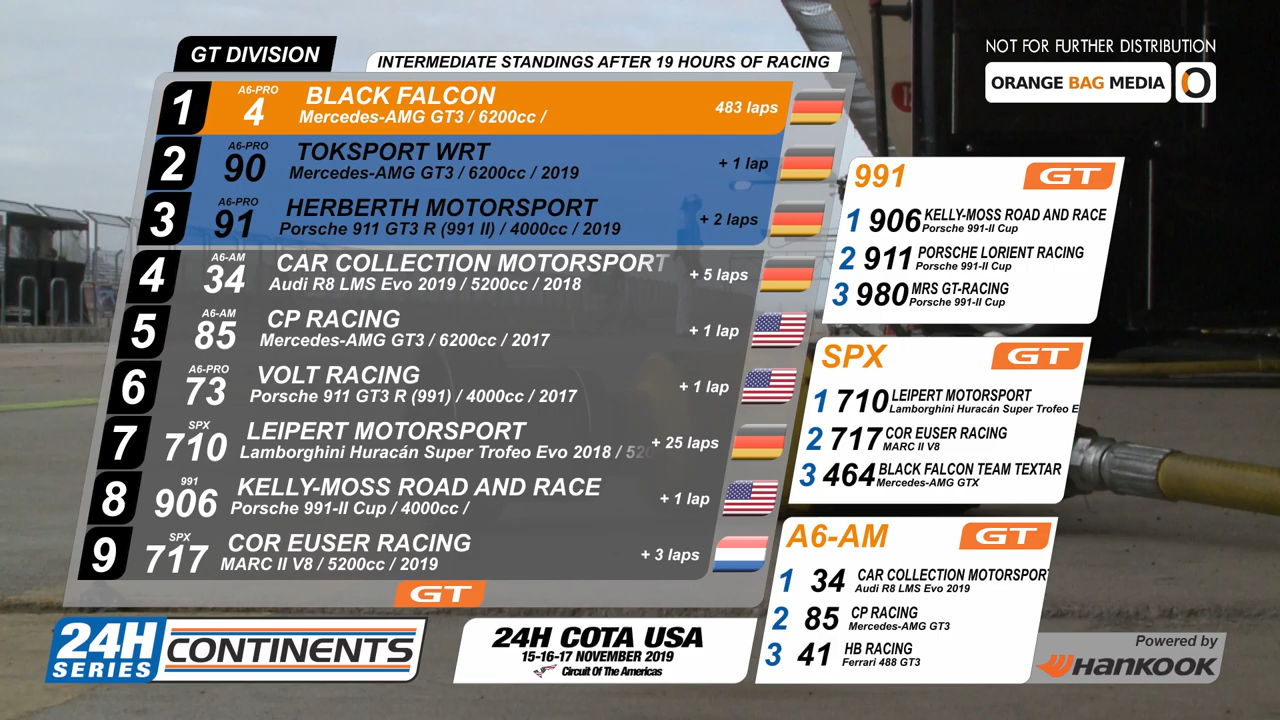 GT DIVISION
INTERMEDIATE STANDINGS AFTER 19 HOURS OF RACING
NOT FOR FURTHER DISTRIBUTION
ORANGE BAG MEDIA
1 A6-PRO 4 BLACK FALCON 483 laps
Mercedes-AMG GT3 / 6200cc /
2 A6-PRO 90 TOKSPORT WRT + 1 lap
Mercedes-AMG GT3 / 6200cc / 2019
3 A6-PRO 91 HERBERTH MOTORSPORT + 2 laps
Porsche 911 GT3 R (991 II) / 4000cc / 2019
4 A6-AM 34 CAR COLLECTION MOTORSPORT + 5 laps
Audi R8 LMS Evo 2019 / 5200cc / 2018
5 A6-AM 85 CP RACING + 1 lap
Mercedes-AMG GT3 / 6200cc / 2017
6 A6-PRO 73 VOLT RACING + 1 lap
Porsche 911 GT3 R (991) / 4000cc / 2017
7 SPX 710 LEIPERT MOTORSPORT + 25 laps
Lamborghini Huracán Super Trofeo Evo 2018 / 520
8 991 906 KELLY-MOSS ROAD AND RACE + 1 lap
Porsche 991-II Cup / 4000cc /
9 SPX 717 COR EUSER RACING + 3 laps
MARC II V8 / 5200cc / 2019
GT
991 GT
1 906 KELLY-MOSS ROAD AND RACE
Porsche 991-II Cup
2 911 PORSCHE LORIENT RACING
Porsche 991-II Cup
3 980 MRS GT-RACING
Porsche 991-II Cup
SPX GT
1 710 LEIPERT MOTORSPORT
Lamborghini Huracán Super Trofeo E
2 717 COR EUSER RACING
MARC II V8
3 464 BLACK FALCON TEAM TEXTAR
Mercedes-AMG GTX
A6-AM GT
1 34 CAR COLLECTION MOTORSPORT
Audi R8 LMS Evo 2019
2 85 CP RACING
Mercedes-AMG GT3
3 41 HB RACING
Ferrari 488 GT3
24H SERIES CONTINENTS
24H COTA USA
15-16-17 NOVEMBER 2019
Circuit Of The Americas
Powered by
HANKOOK